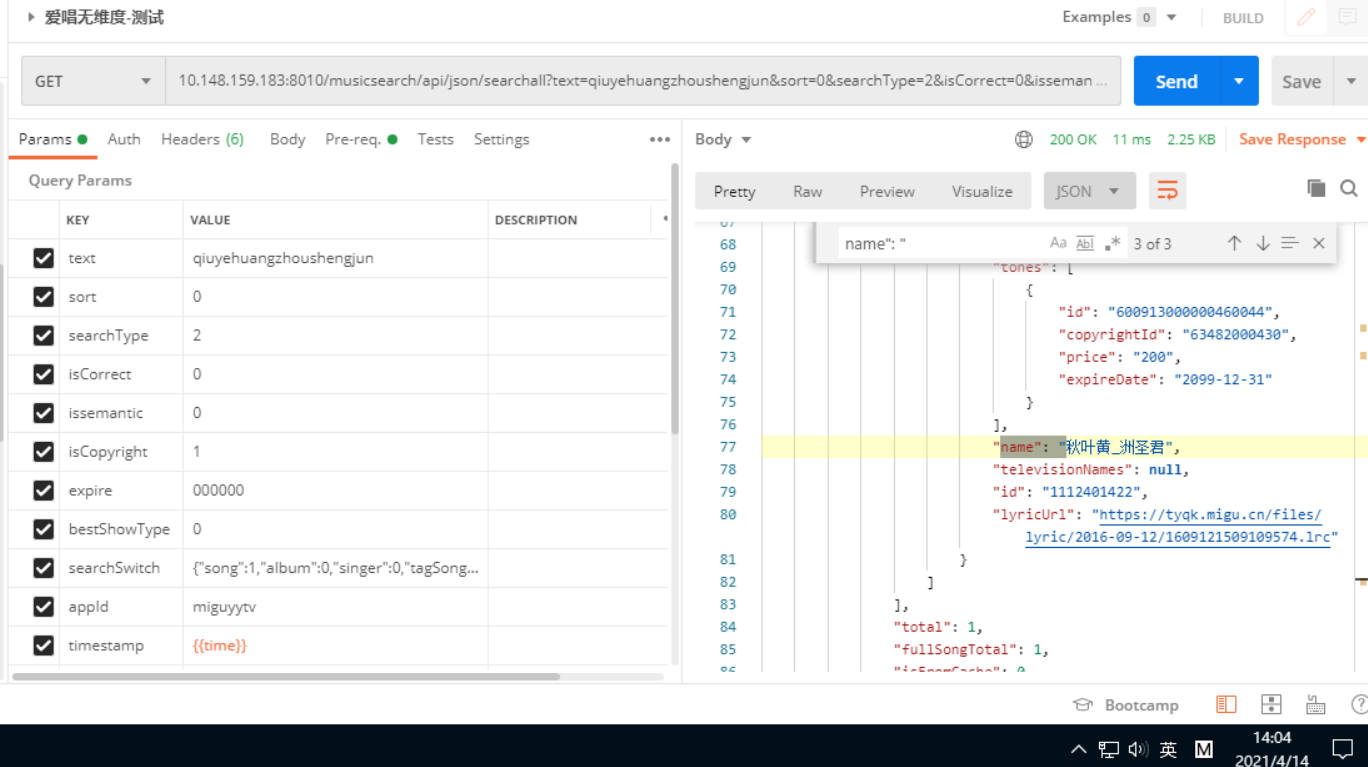 爱唱无维度-测试
Examples 0
BUILD
GET
10.148.159.183:8010/musicsearch/api/json/searchall?text=qiuyehuangzhoushengjun&sort=0&searchType=2&isCorrect=0&isseman ...
Send
Save
Params Auth Headers (6) Body Pre-req. Tests Settings
Query Params
KEY VALUE DESCRIPTION
text qiuyehuangzhoushengjun
sort 0
searchType 2
isCorrect 0
issemantic 0
isCopyright 1
expire 000000
bestShowType 0
searchSwitch {"song":1,"album":0,"singer":0,"tagSong...
appId miguyytv
timestamp {{time}}
Body 200 OK 11 ms 2.25 KB Save Response
Pretty Raw Preview Visualize JSON
name": " Aa Abl .* 3 of 3
67
68
69 "tones": [
70 {
71 "id": "600913000000460044",
72 "copyrightId": "63482000430",
73 "price": "200",
74 "expireDate": "2099-12-31"
75 }
76 ],
77 "name": "秋叶黄_洲圣君",
78 "televisionNames": null,
79 "id": "1112401422",
80 "lyricUrl": "https://tyqk.migu.cn/files/
lyric/2016-09-12/1609121509109574.lrc"
81 }
82 ]
83 ],
84 "total": 1,
85 "fullSongTotal": 1,
86 "isFromCache": 0
Bootcamp
英 M
14:04
2021/4/14